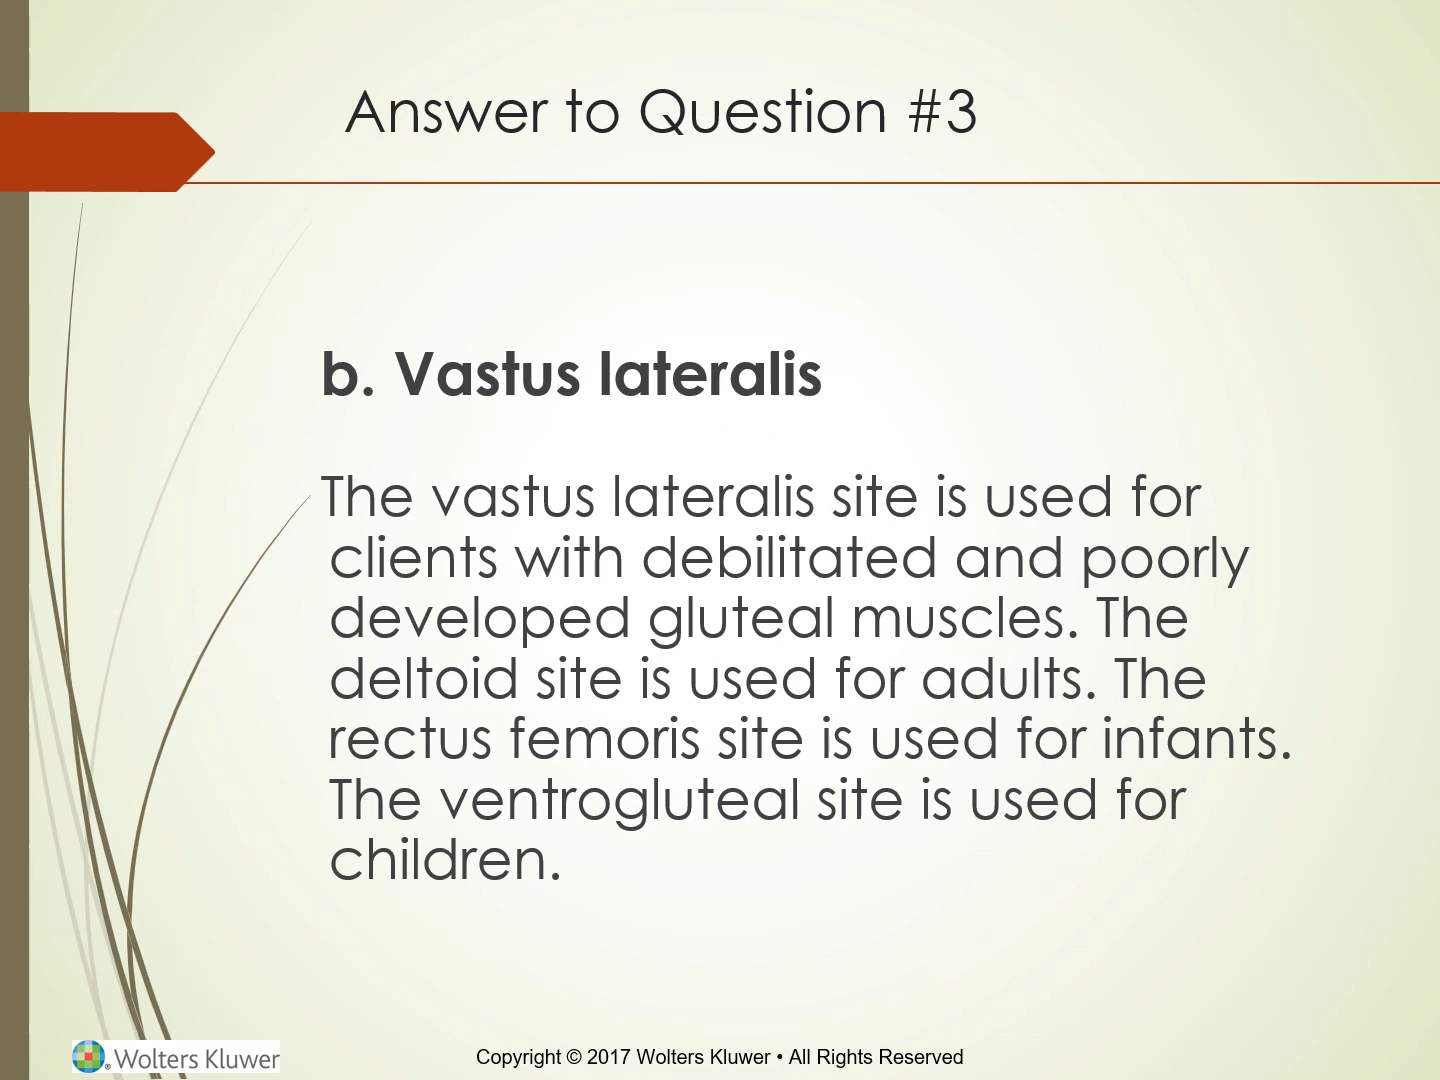 Answer to Question #3
b. Vastus lateralis
The vastus lateralis site is used for
clients with debilitated and poorly
developed gluteal muscles. The
deltoid site is used for adults. The
rectus femoris site is used for infants.
The ventrogluteal site is used for
children.
Wolters Kluwer
Copyright © 2017 Wolters Kluwer • All Rights Reserved